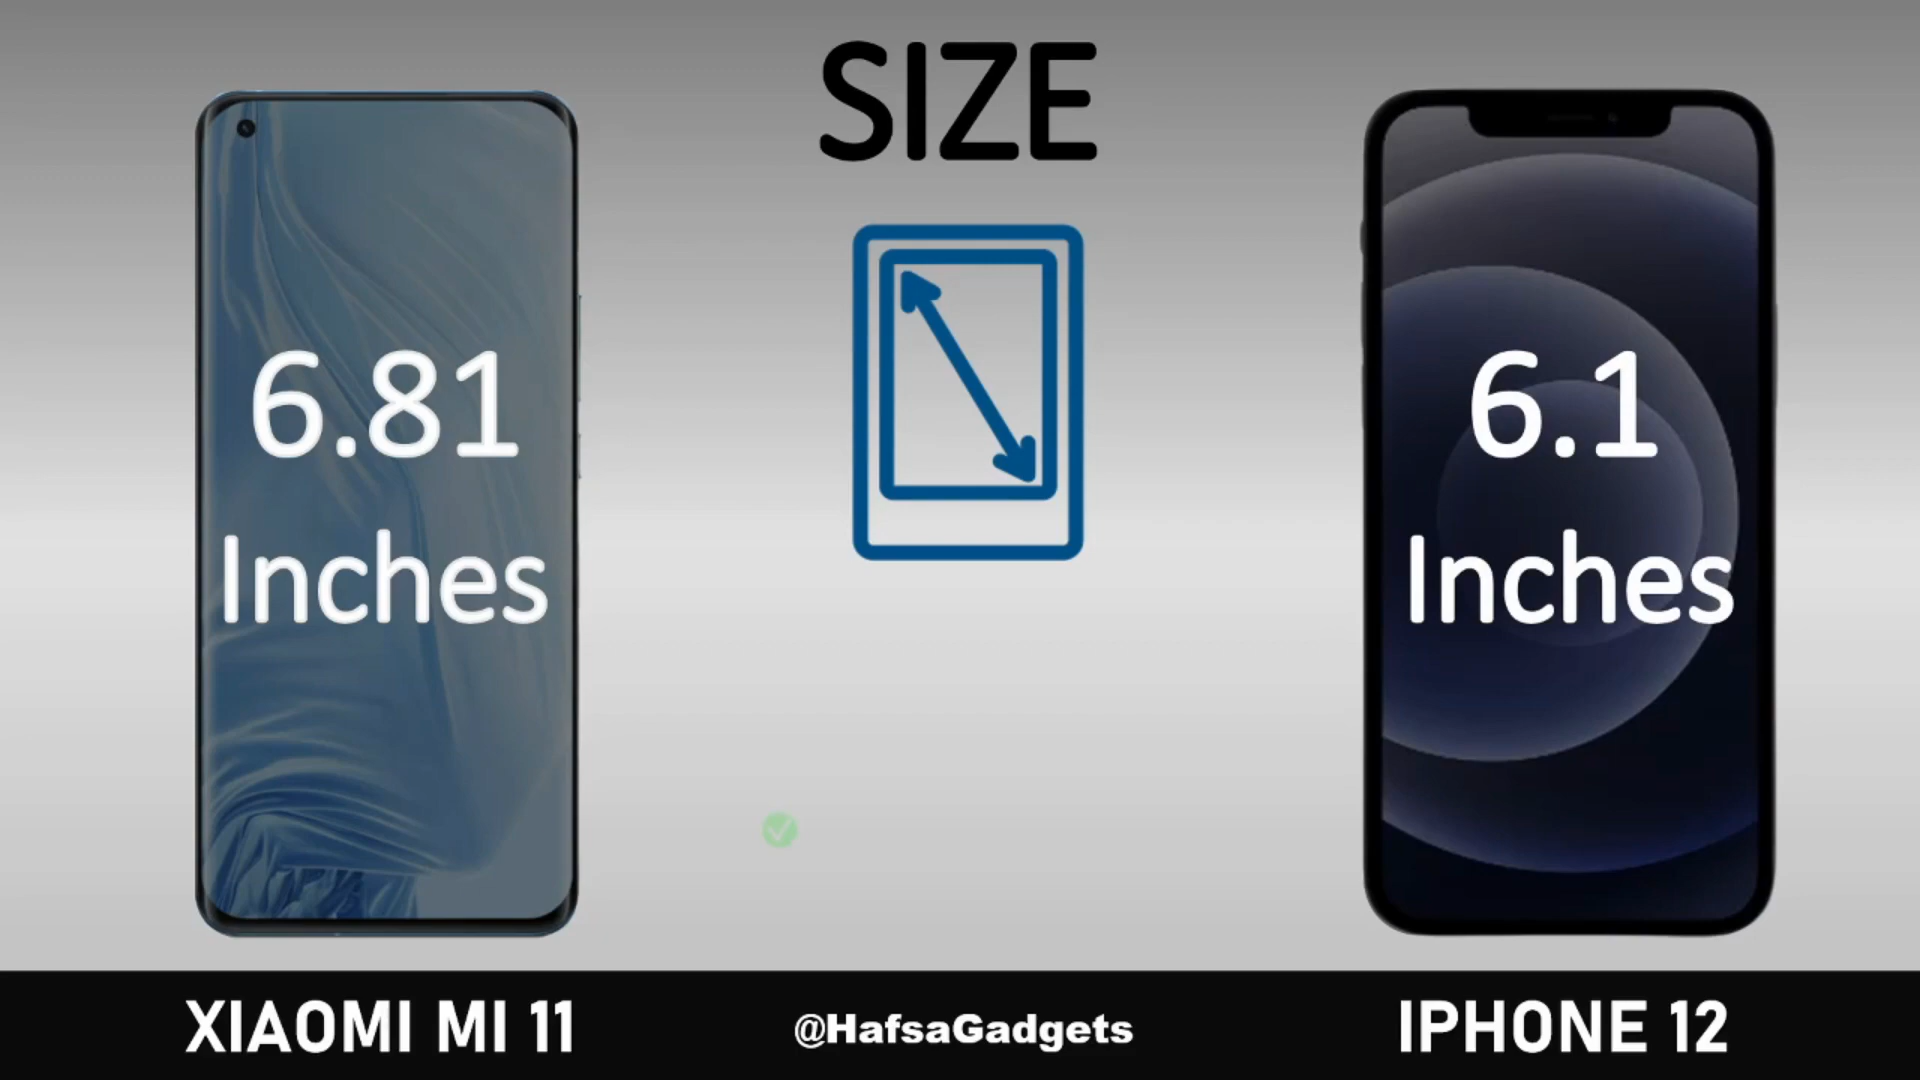 SIZE
6.81
Inches
6.1
Inches
XIAOMI MI 11
@HafsaGadgets
IPHONE 12